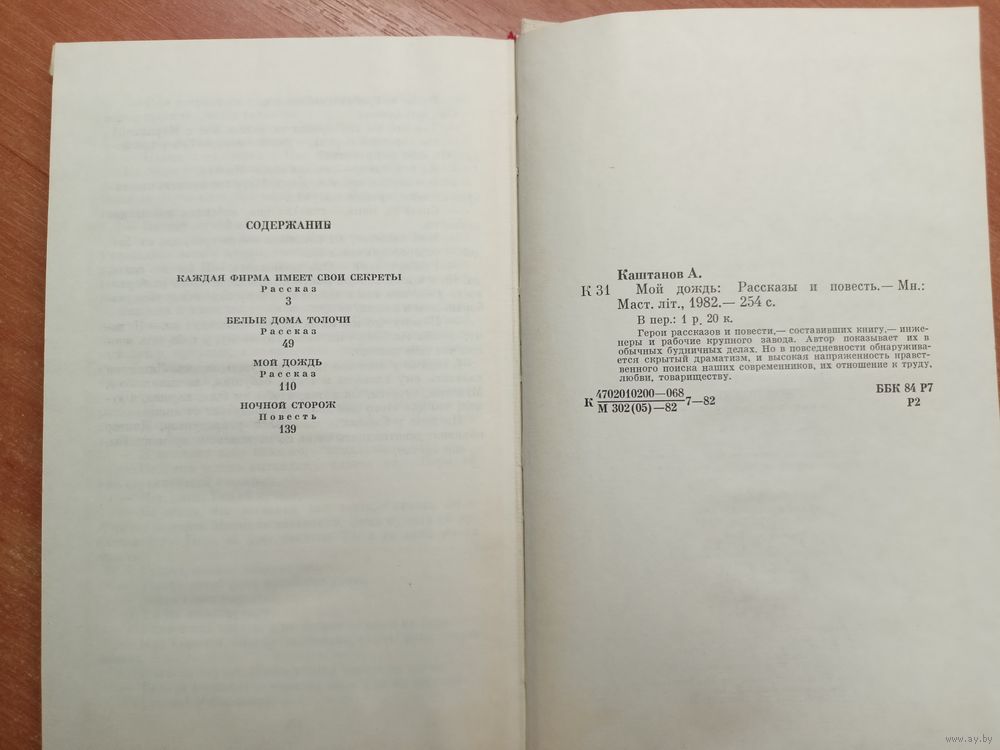 СОДЕРЖАНИЕ
КАЖДАЯ ФИРМА ИМЕЕТ СВОИ СЕКРЕТЫ
Рассказ
3
БЕЛЫЕ ДОМА ТОЛОЧИ
Рассказ
49
МОЙ ДОЖДЬ
Рассказ
110
НОЧНОЙ СТОРОЖ
Повесть
139
Каштанов А.
К 31 Мой дождь: Рассказы и повесть.— Мн.:
Маст. літ., 1982.— 254 с.
В пер.: 1 р. 20 к.
Герои рассказов и повести,— составивших книгу,— инже-
неры и рабочие крупного завода. Автор показывает их в
обычных будничных делах. Но в повседневности обнаружива-
ется скрытый драматизм, и высокая напряженность нравст-
венного поиска наших современников, их отношение к труду,
любви, товариществу.
К 4702010200—068
М 302(05)—82 7—82
ББК 84 Р7
Р2
www.ay.by